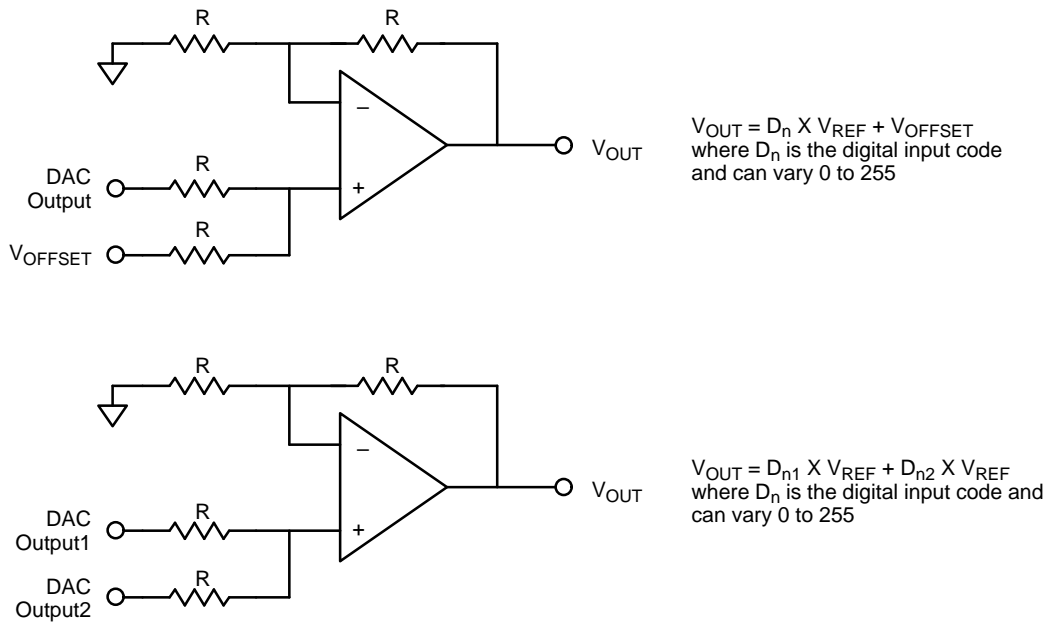 R
R
−
DAC
Output
R
+
V_OUT
R
V_OFFSET
V_OUT = D_n X V_REF + V_OFFSET
where D_n is the digital input code
and can vary 0 to 255
R
R
−
DAC
Output1
R
+
V_OUT
DAC
Output2
R
V_OUT = D_n1 X V_REF + D_n2 X V_REF
where D_n is the digital input code and
can vary 0 to 255